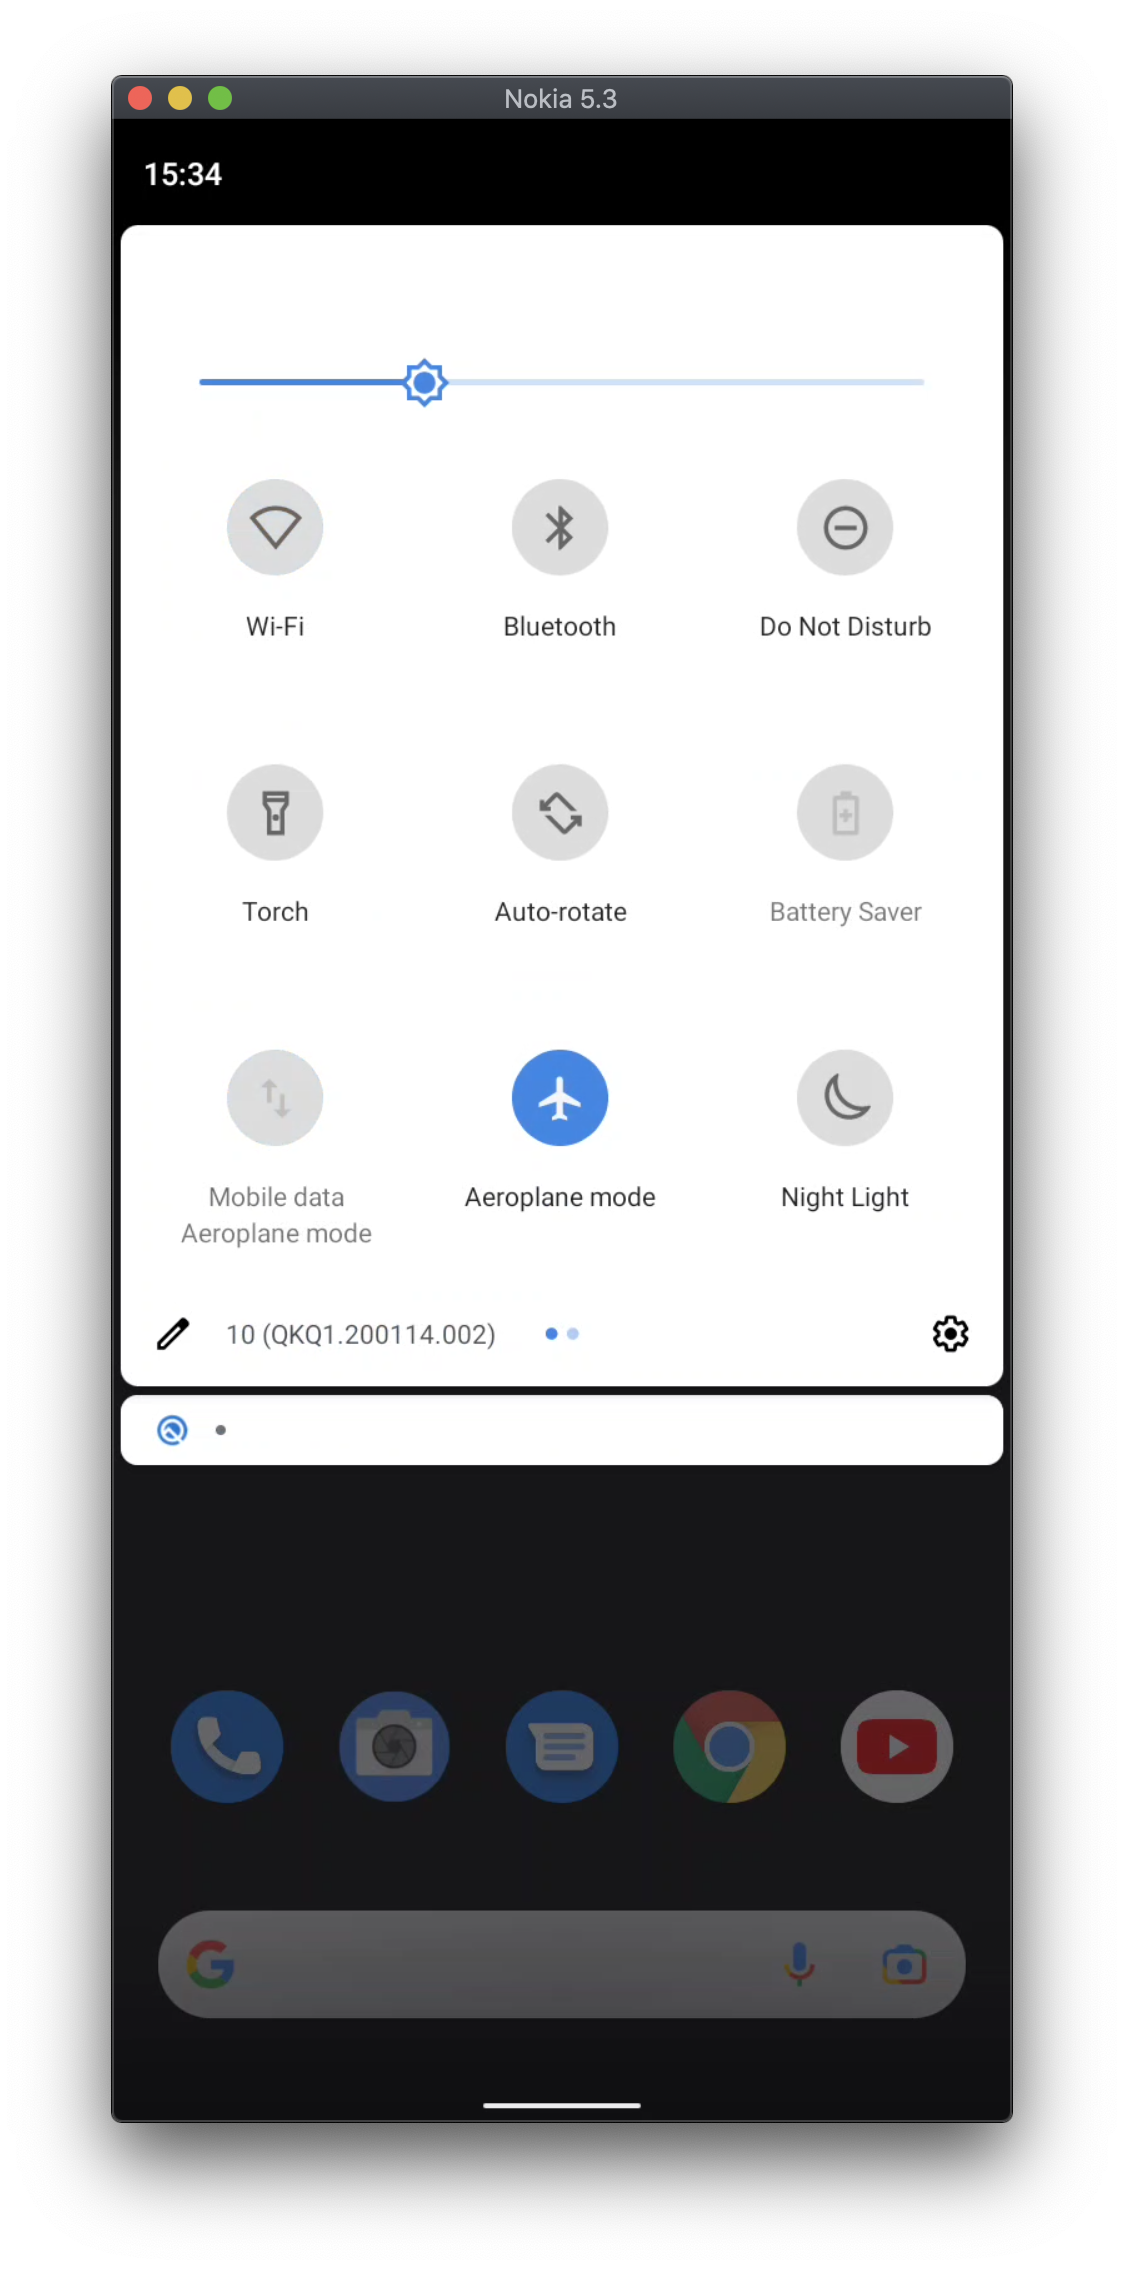 Nokia 5.3
15:34
Wi-Fi
Bluetooth
Do Not Disturb
Torch
Auto-rotate
Battery Saver
Mobile data
Aeroplane mode
Aeroplane mode
Night Light
10 (QKQ1.200114.002)